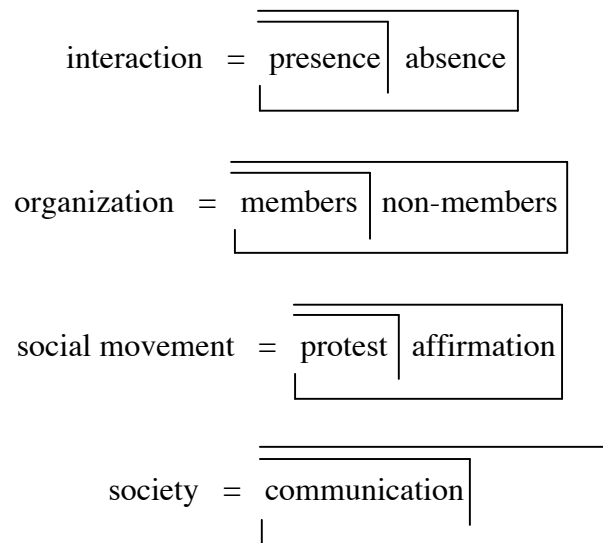 interaction = presence absence
organization = members non-members
social movement = protest affirmation
society = communication